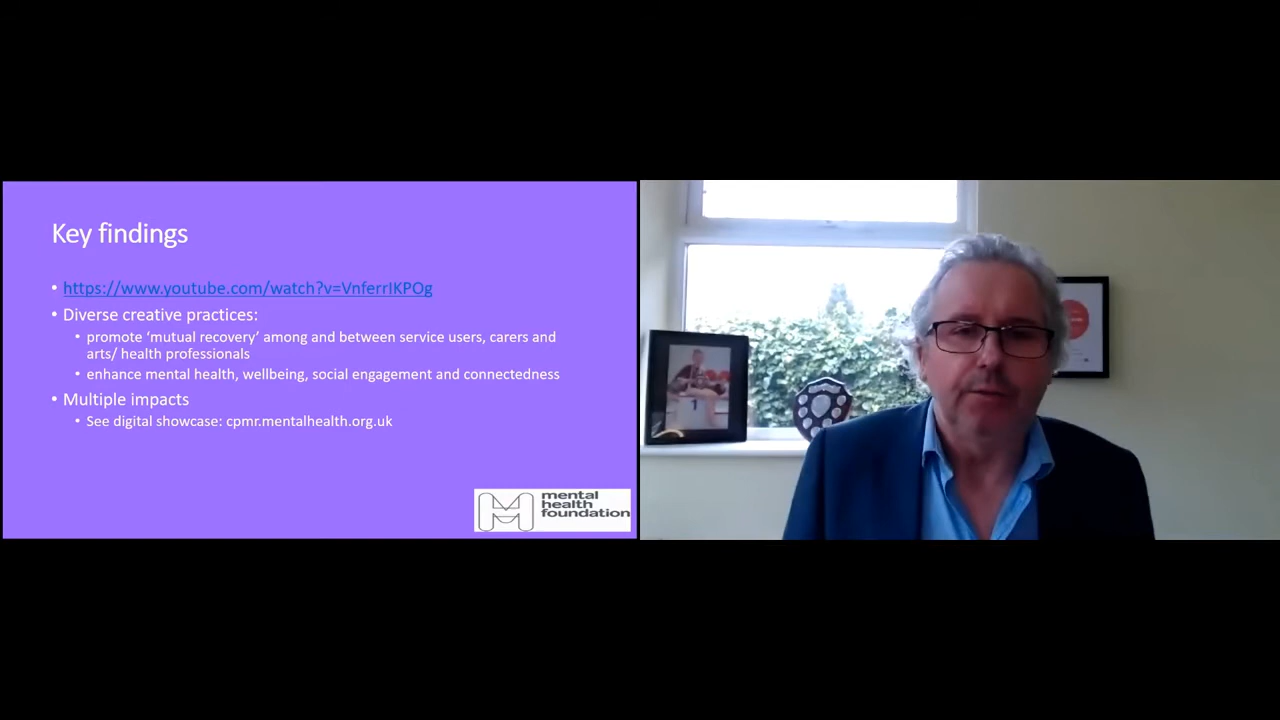 Key findings
https://www.youtube.com/watch?v=VnferrIKPOg
Diverse creative practices:
promote ‘mutual recovery’ among and between service users, carers and
arts/ health professionals
enhance mental health, wellbeing, social engagement and connectedness
Multiple impacts
See digital showcase: cpmr.mentalhealth.org.uk
mental
health
foundation
1